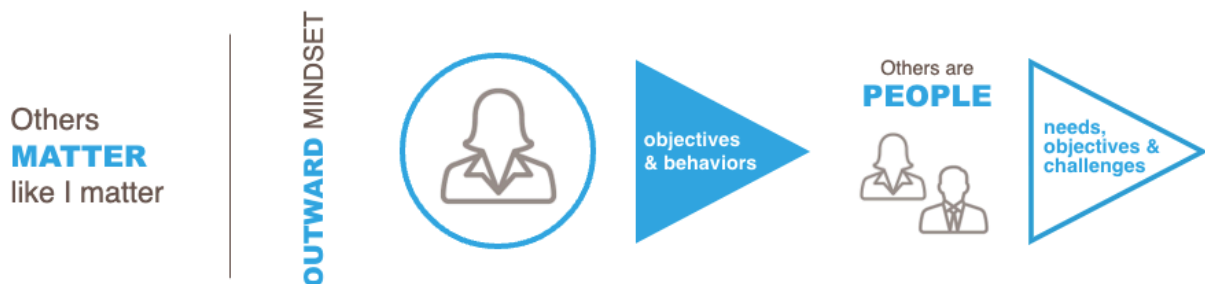 Others
MATTER
like I matter
OUTWARD MINDSET
objectives
& behaviors
Others are
PEOPLE
needs,
objectives &
challenges